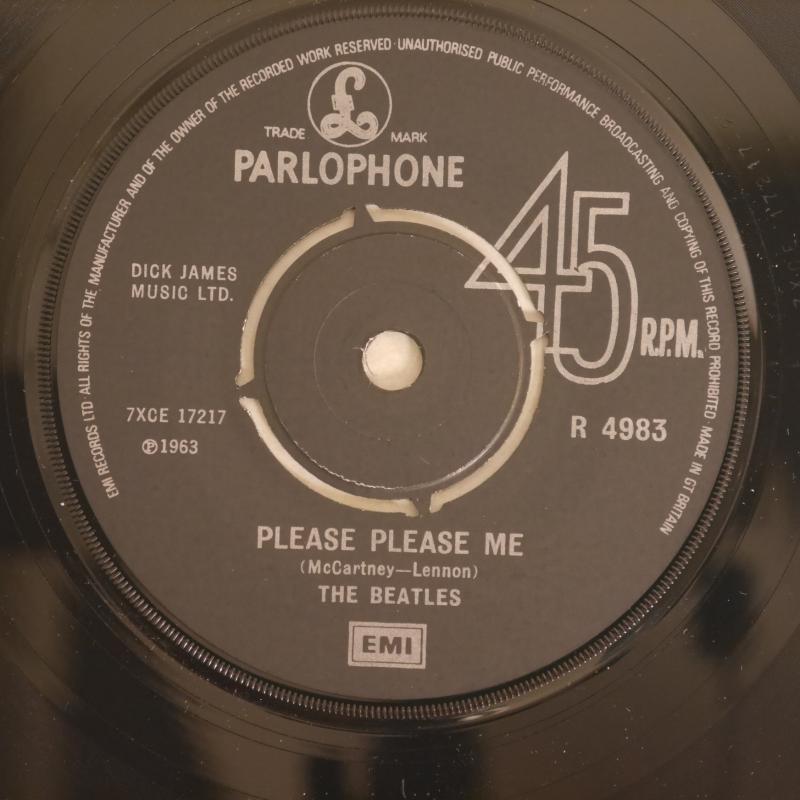 EMI RECORDS LTD ALL RIGHTS OF THE MANUFACTURER AND OF THE OWNER OF THE RECORDED WORK RESERVED · UNAUTHORISED PUBLIC PERFORMANCE BROADCASTING AND COPYING OF THIS RECORD PROHIBITED · MADE IN GT BRITAIN
£
TRADE MARK
PARLOPHONE
45
R.P.M.
DICK JAMES
MUSIC LTD.
7XCE 17217
Ⓟ1963
R 4983
PLEASE PLEASE ME
(McCartney—Lennon)
THE BEATLES
EMI